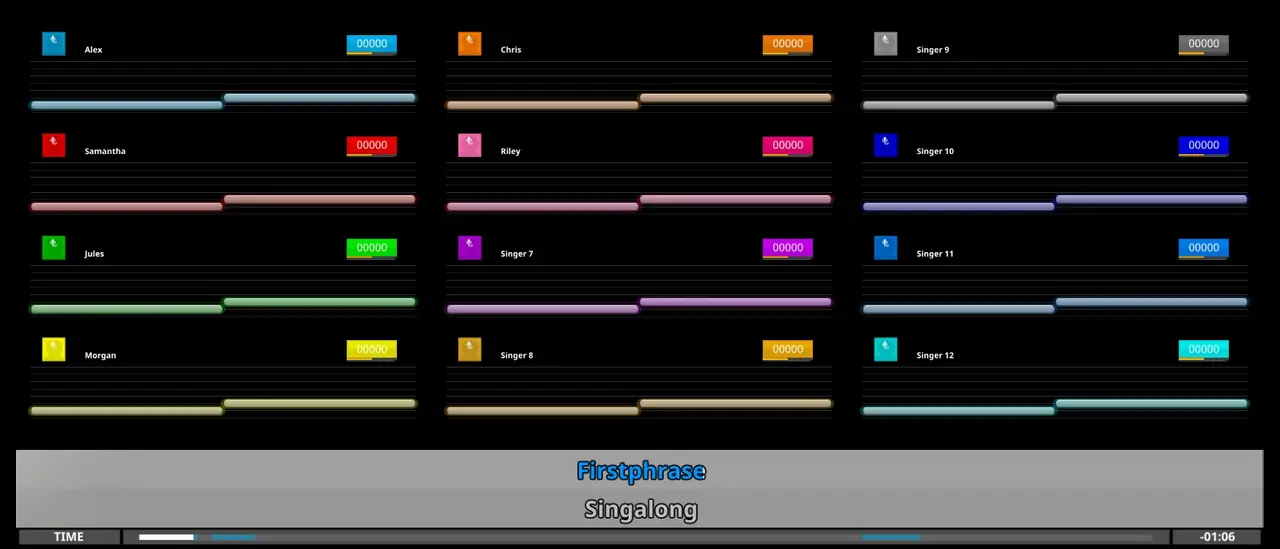 Alex 00000
Chris 00000
Singer 9 00000
Samantha 00000
Riley 00000
Singer 10 00000
Jules 00000
Singer 7 00000
Singer 11 00000
Morgan 00000
Singer 8 00000
Singer 12 00000
Firstphrase
Singalong
TIME -01:06